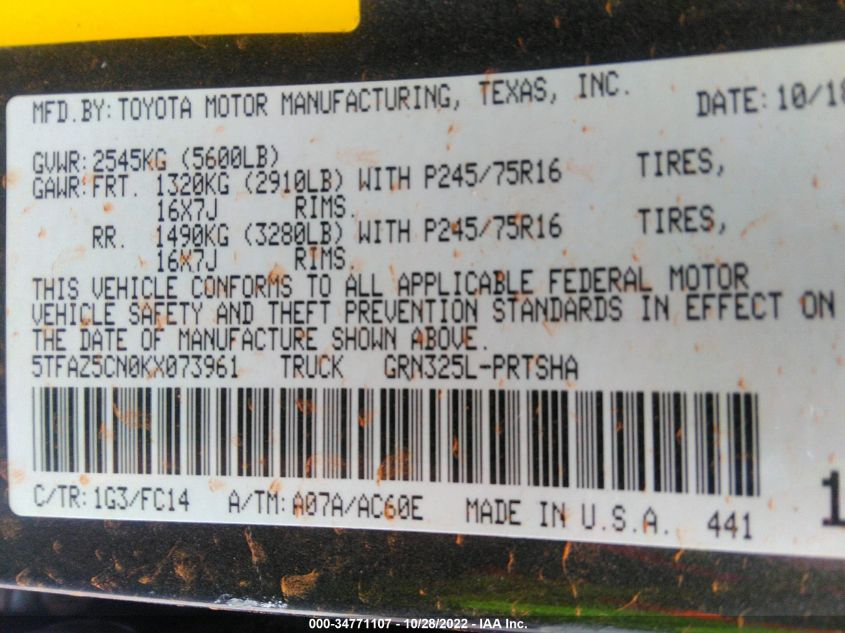 MFD.BY:TOYOTA MOTOR MANUFACTURING, TEXAS, INC. DATE:10/18
GVWR:2545KG (5600LB)
GAWR:FRT. 1320KG (2910LB) WITH P245/75R16 TIRES,
16X7J RIMS.
RR. 1490KG (3280LB) WITH P245/75R16 TIRES,
16X7J RIMS.
THIS VEHICLE CONFORMS TO ALL APPLICABLE FEDERAL MOTOR
VEHICLE SAFETY AND THEFT PREVENTION STANDARDS IN EFFECT ON
THE DATE OF MANUFACTURE SHOWN ABOVE.
5TFAZ5CN0KX073961 TRUCK GRN325L-PRTSHA
C/TR:1G3/FC14 A/TM:A07A/AC60E MADE IN U.S.A. 441
000-34771107 - 10/28/2022 - IAA Inc.